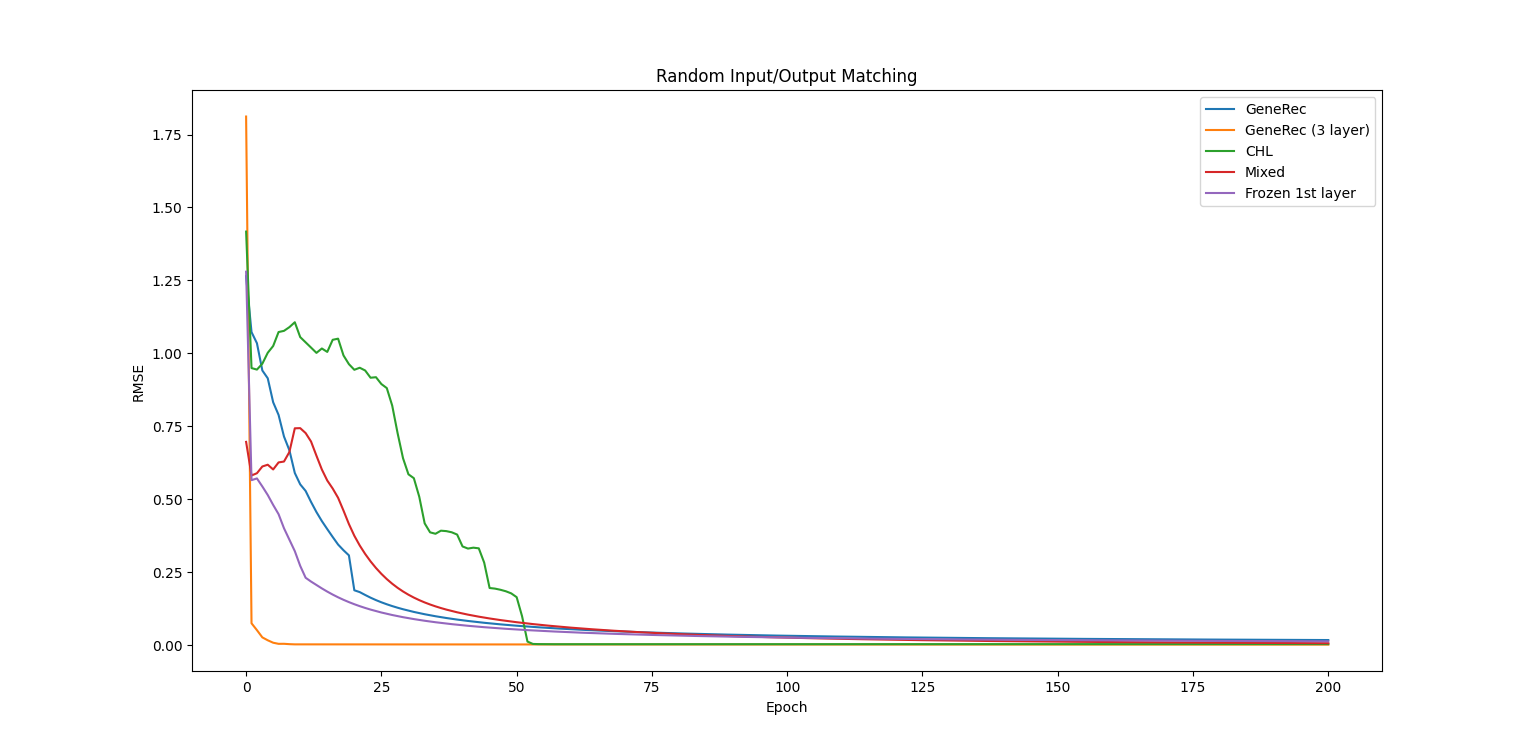 Random Input/Output Matching
GeneRec
GeneRec (3 layer)
CHL
Mixed
Frozen 1st layer
RMSE
1.75
1.50
1.25
1.00
0.75
0.50
0.25
0.00
0 25 50 75 100 125 150 175 200
Epoch